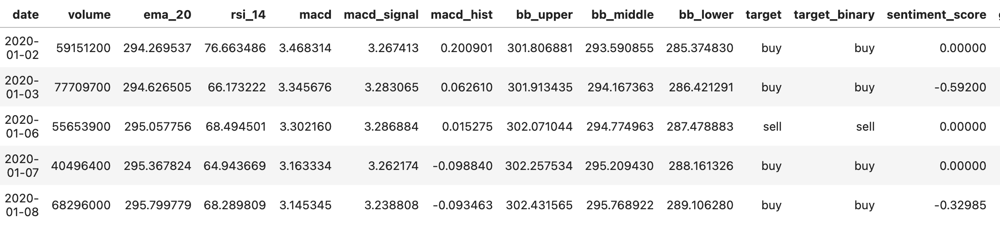 date volume ema_20 rsi_14 macd macd_signal macd_hist bb_upper bb_middle bb_lower target target_binary sentiment_score
2020-
01-02 59151200 294.269537 76.663486 3.468314 3.267413 0.200901 301.806881 293.590855 285.374830 buy buy 0.00000
2020-
01-03 77709700 294.626505 66.173222 3.345676 3.283065 0.062610 301.913435 294.167363 286.421291 buy buy -0.59200
2020-
01-06 55653900 295.057756 68.494501 3.302160 3.286884 0.015275 302.071044 294.774963 287.478883 sell sell 0.00000
2020-
01-07 40496400 295.367824 64.943669 3.163334 3.262174 -0.098840 302.257534 295.209430 288.161326 buy buy 0.00000
2020-
01-08 68296000 295.799779 68.289809 3.145345 3.238808 -0.093463 302.431565 295.768922 289.106280 buy buy -0.32985